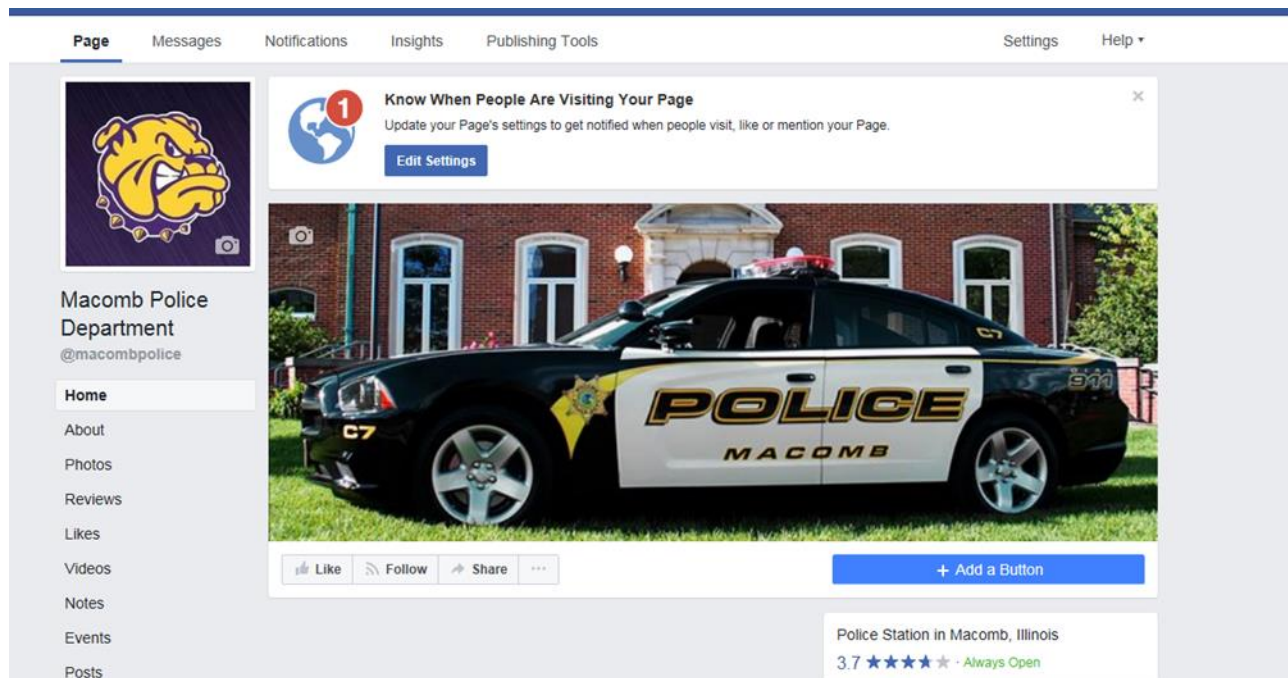 Page Messages Notifications Insights Publishing Tools Settings Help
1
Know When People Are Visiting Your Page
Update your Page's settings to get notified when people visit, like or mention your Page.
Edit Settings
Macomb Police
Department
@macombpolice
Home
About
Photos
Reviews
Likes
Videos
Notes
Events
Posts
C7
911
POLICE
C7
MACOMB
Like Follow Share ...
+ Add a Button
Police Station in Macomb, Illinois
3.7 ★★★★★ · Always Open